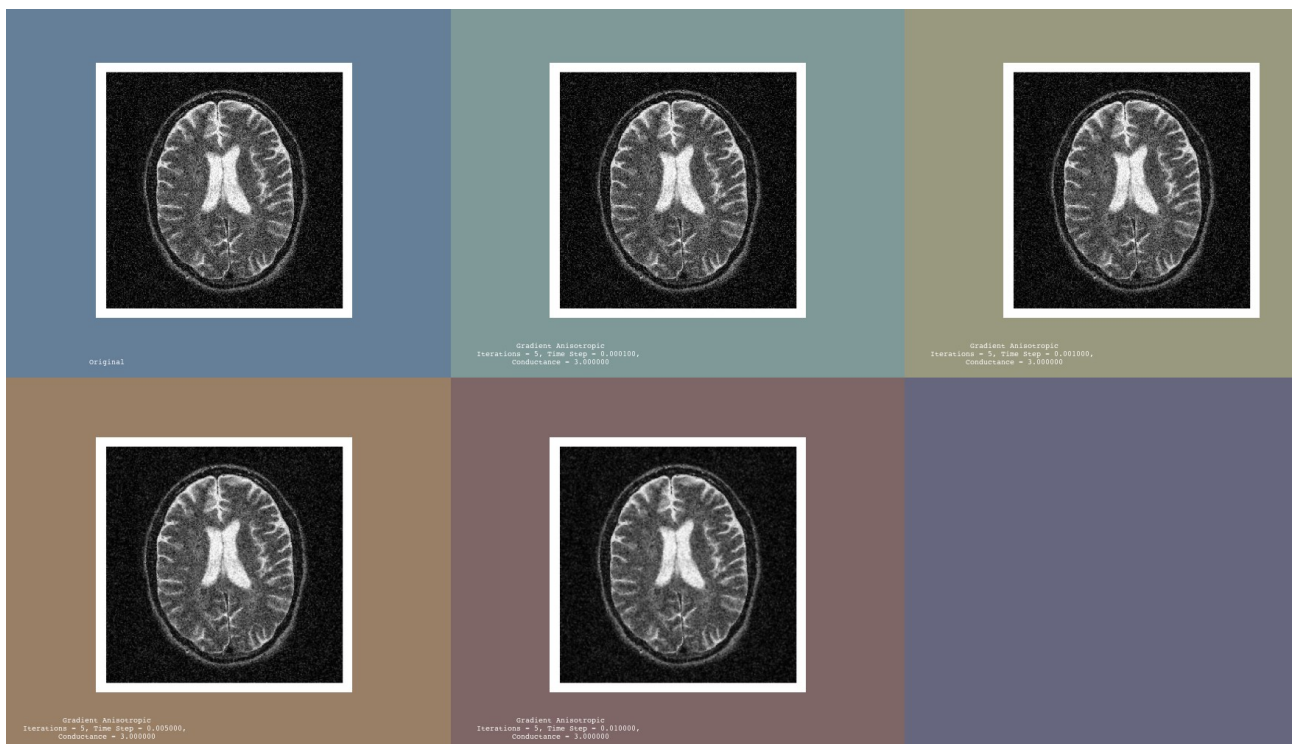 Original
Gradient Anisotropic
Iterations = 5, Time Step = 0.000100,
Conductance = 3.000000
Gradient Anisotropic
Iterations = 5, Time Step = 0.001000,
Conductance = 3.000000
Gradient Anisotropic
Iterations = 5, Time Step = 0.005000,
Conductance = 3.000000
Gradient Anisotropic
Iterations = 5, Time Step = 0.010000,
Conductance = 3.000000